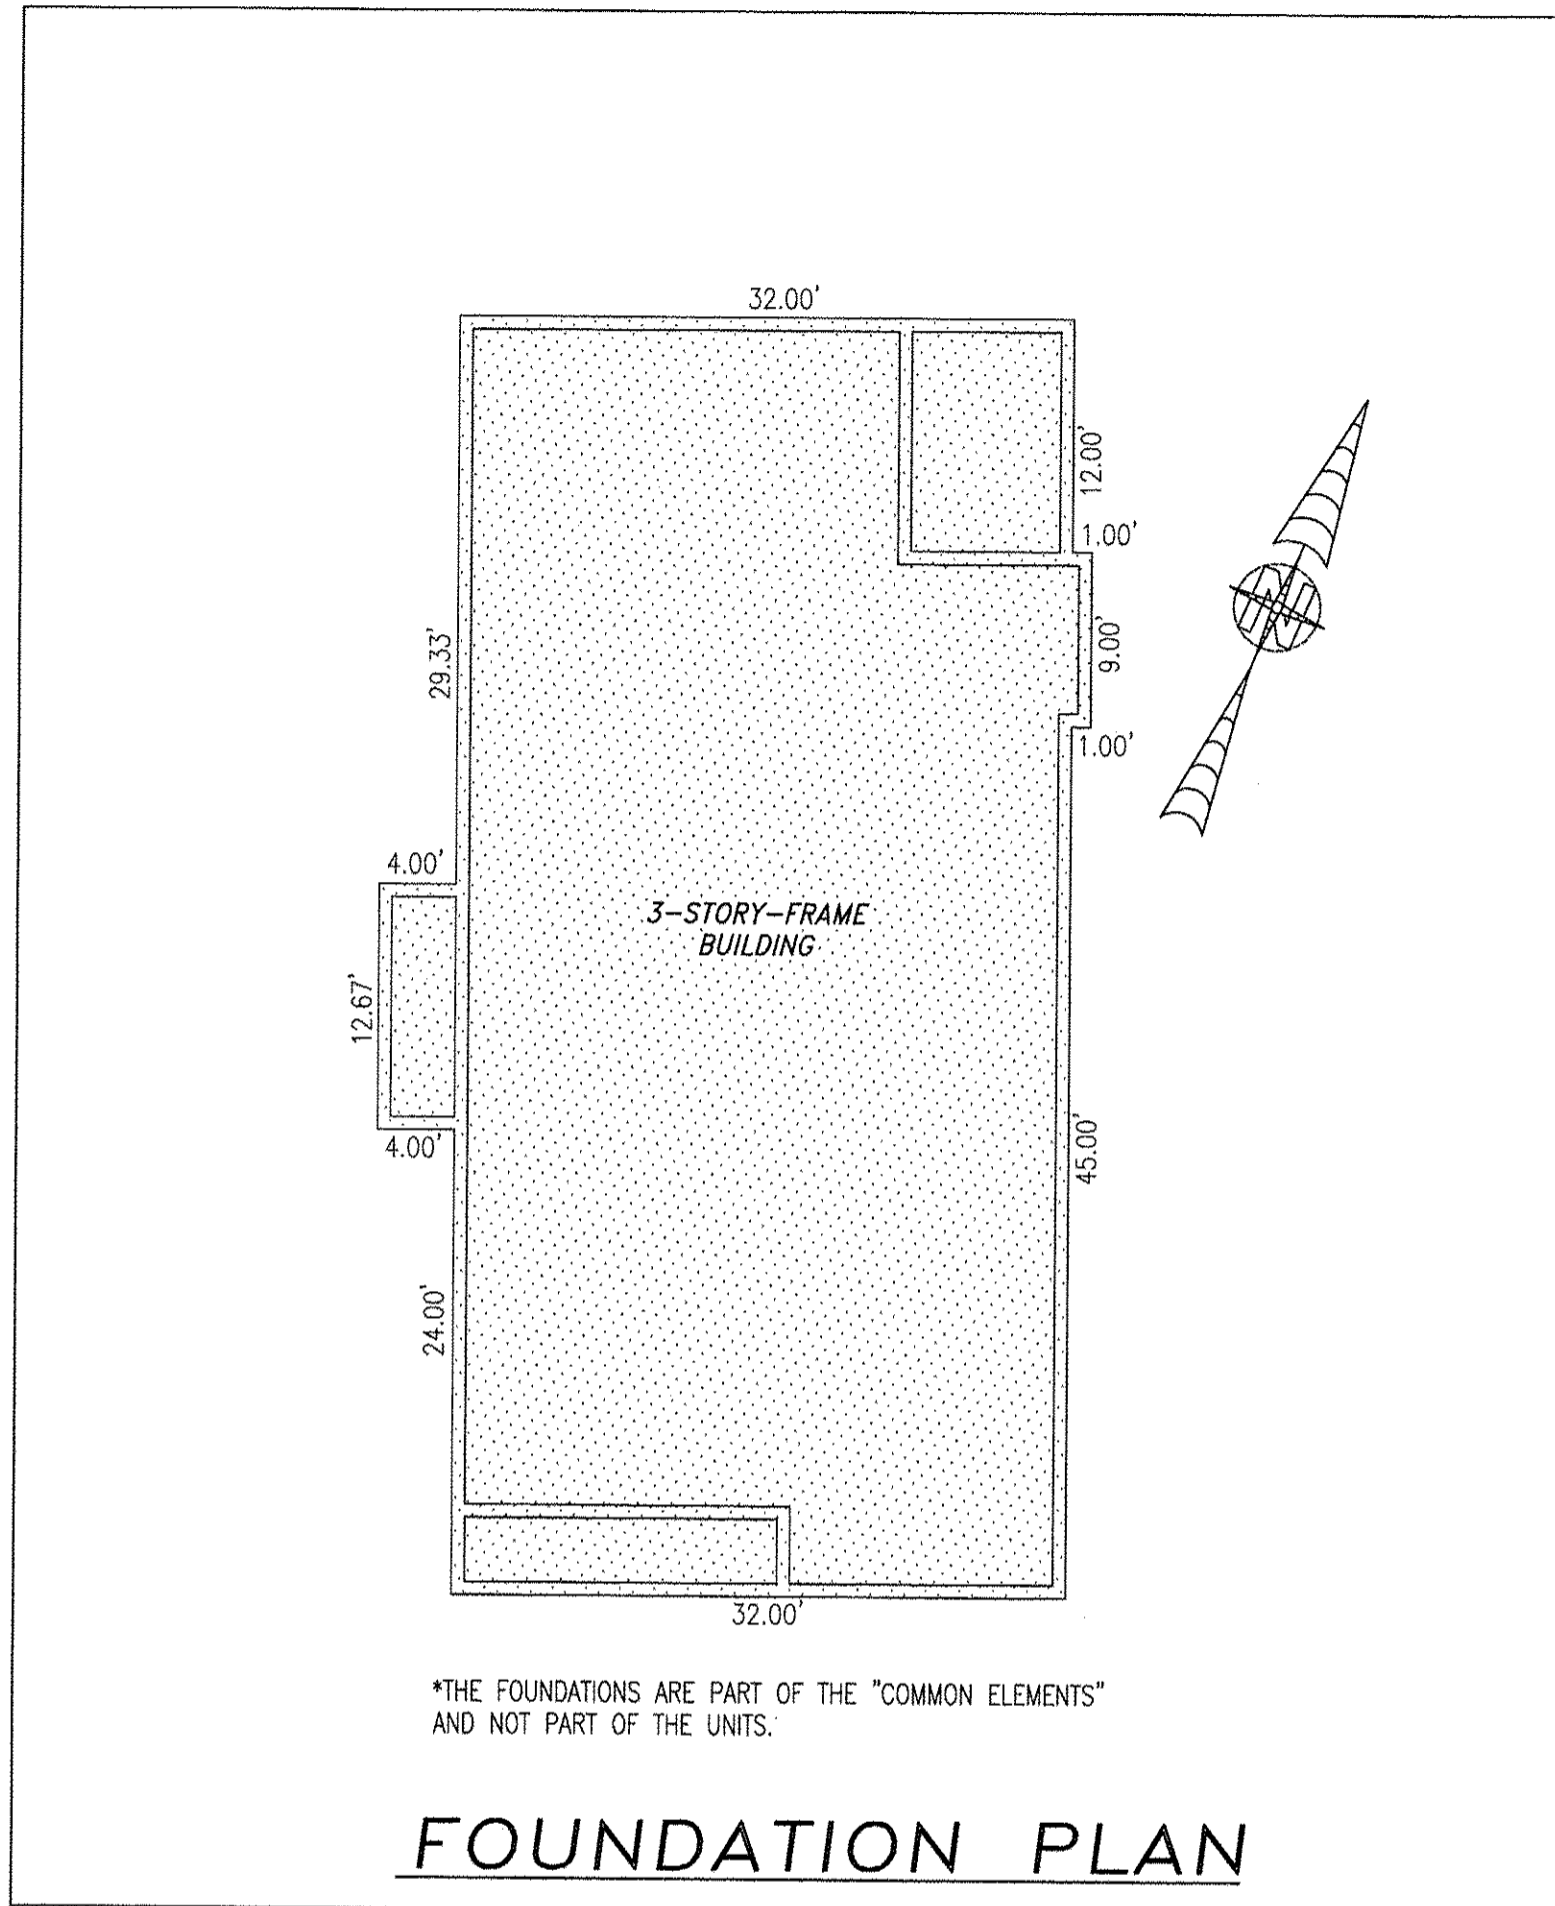 32.00'
12.00'
1.00'
9.00'
29.33'
1.00'
N
4.00'
3-STORY-FRAME
BUILDING
12.67'
4.00'
45.00'
24.00'
32.00'
*THE FOUNDATIONS ARE PART OF THE "COMMON ELEMENTS"
AND NOT PART OF THE UNITS.
FOUNDATION PLAN